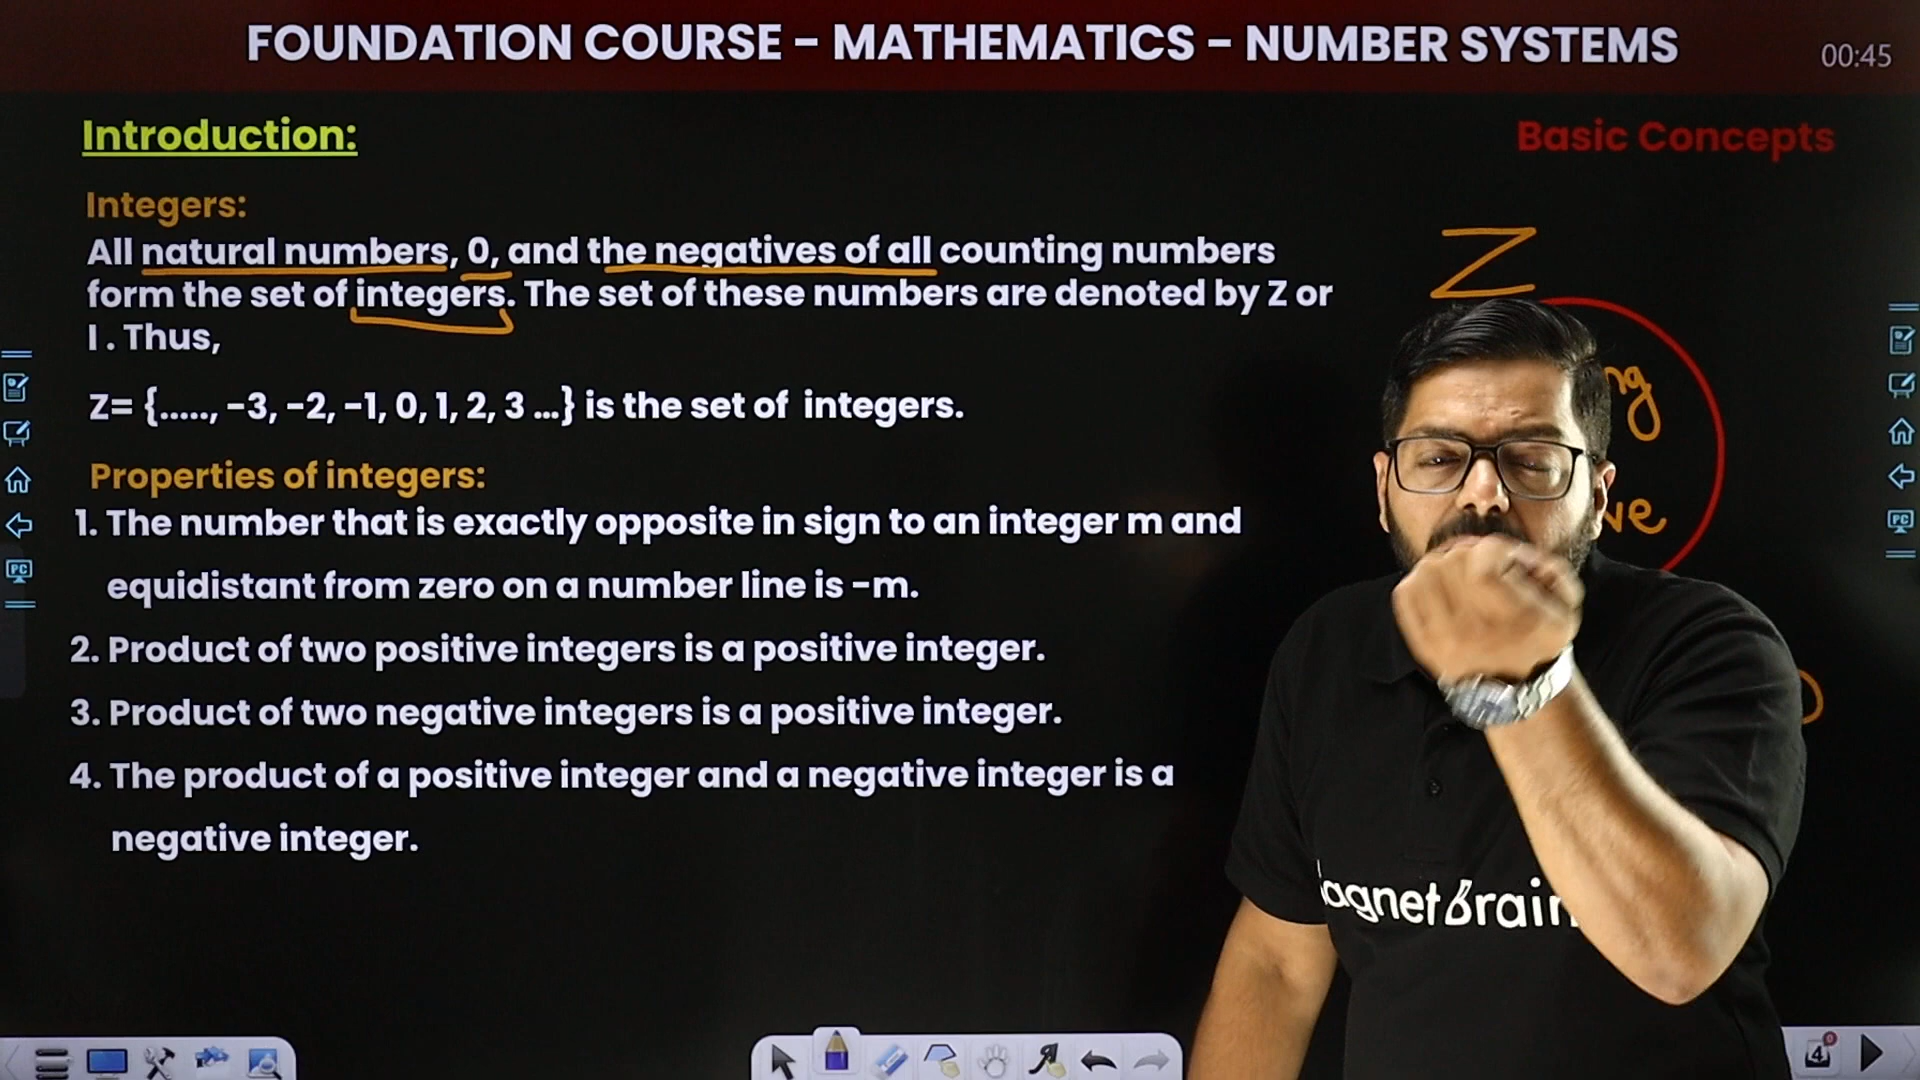 FOUNDATION COURSE - MATHEMATICS - NUMBER SYSTEMS
00:45
Introduction:
Basic Concepts
Integers:
All natural numbers, 0, and the negatives of all counting numbers
form the set of integers. The set of these numbers are denoted by Z or
I . Thus,
Z
Z= {....., -3, -2, -1, 0, 1, 2, 3 ...} is the set of integers.
Properties of integers:
1. The number that is exactly opposite in sign to an integer m and
equidistant from zero on a number line is -m.
2. Product of two positive integers is a positive integer.
3. Product of two negative integers is a positive integer.
4. The product of a positive integer and a negative integer is a
negative integer.
agnetBrain
PC
PC
4